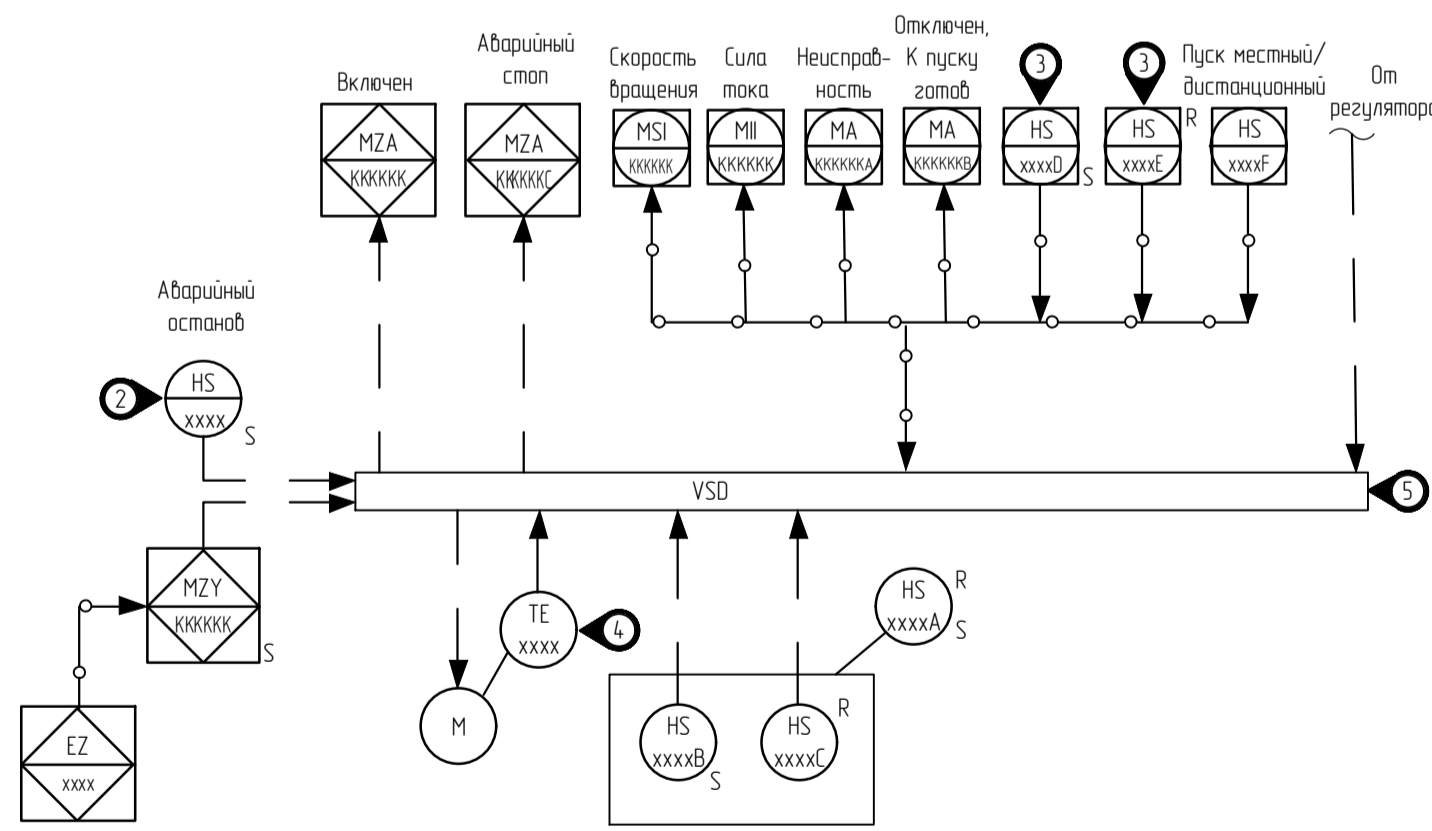 Включен
Аварийный
стоп
Скорость
вращения
Сила
тока
Неисправ-
ность
Отключен,
К пуску
готов
3
3
Пуск местный/
дистанционный
От
регулятора
MZA
KKKKKK
MZA
KKKKKKC
MSI
KKKKKK
MII
KKKKKK
MA
KKKKKKA
MA
KKKKKKB
HS
xxxxD
S
HS
xxxxE
R
HS
xxxxF
Аварийный
останов
2
HS
xxxx
S
VSD
5
MZY
KKKKKK
S
EZ
xxxx
M
TE
xxxx
4
HS
xxxxA
R
S
HS
xxxxB
S
HS
xxxxC
R